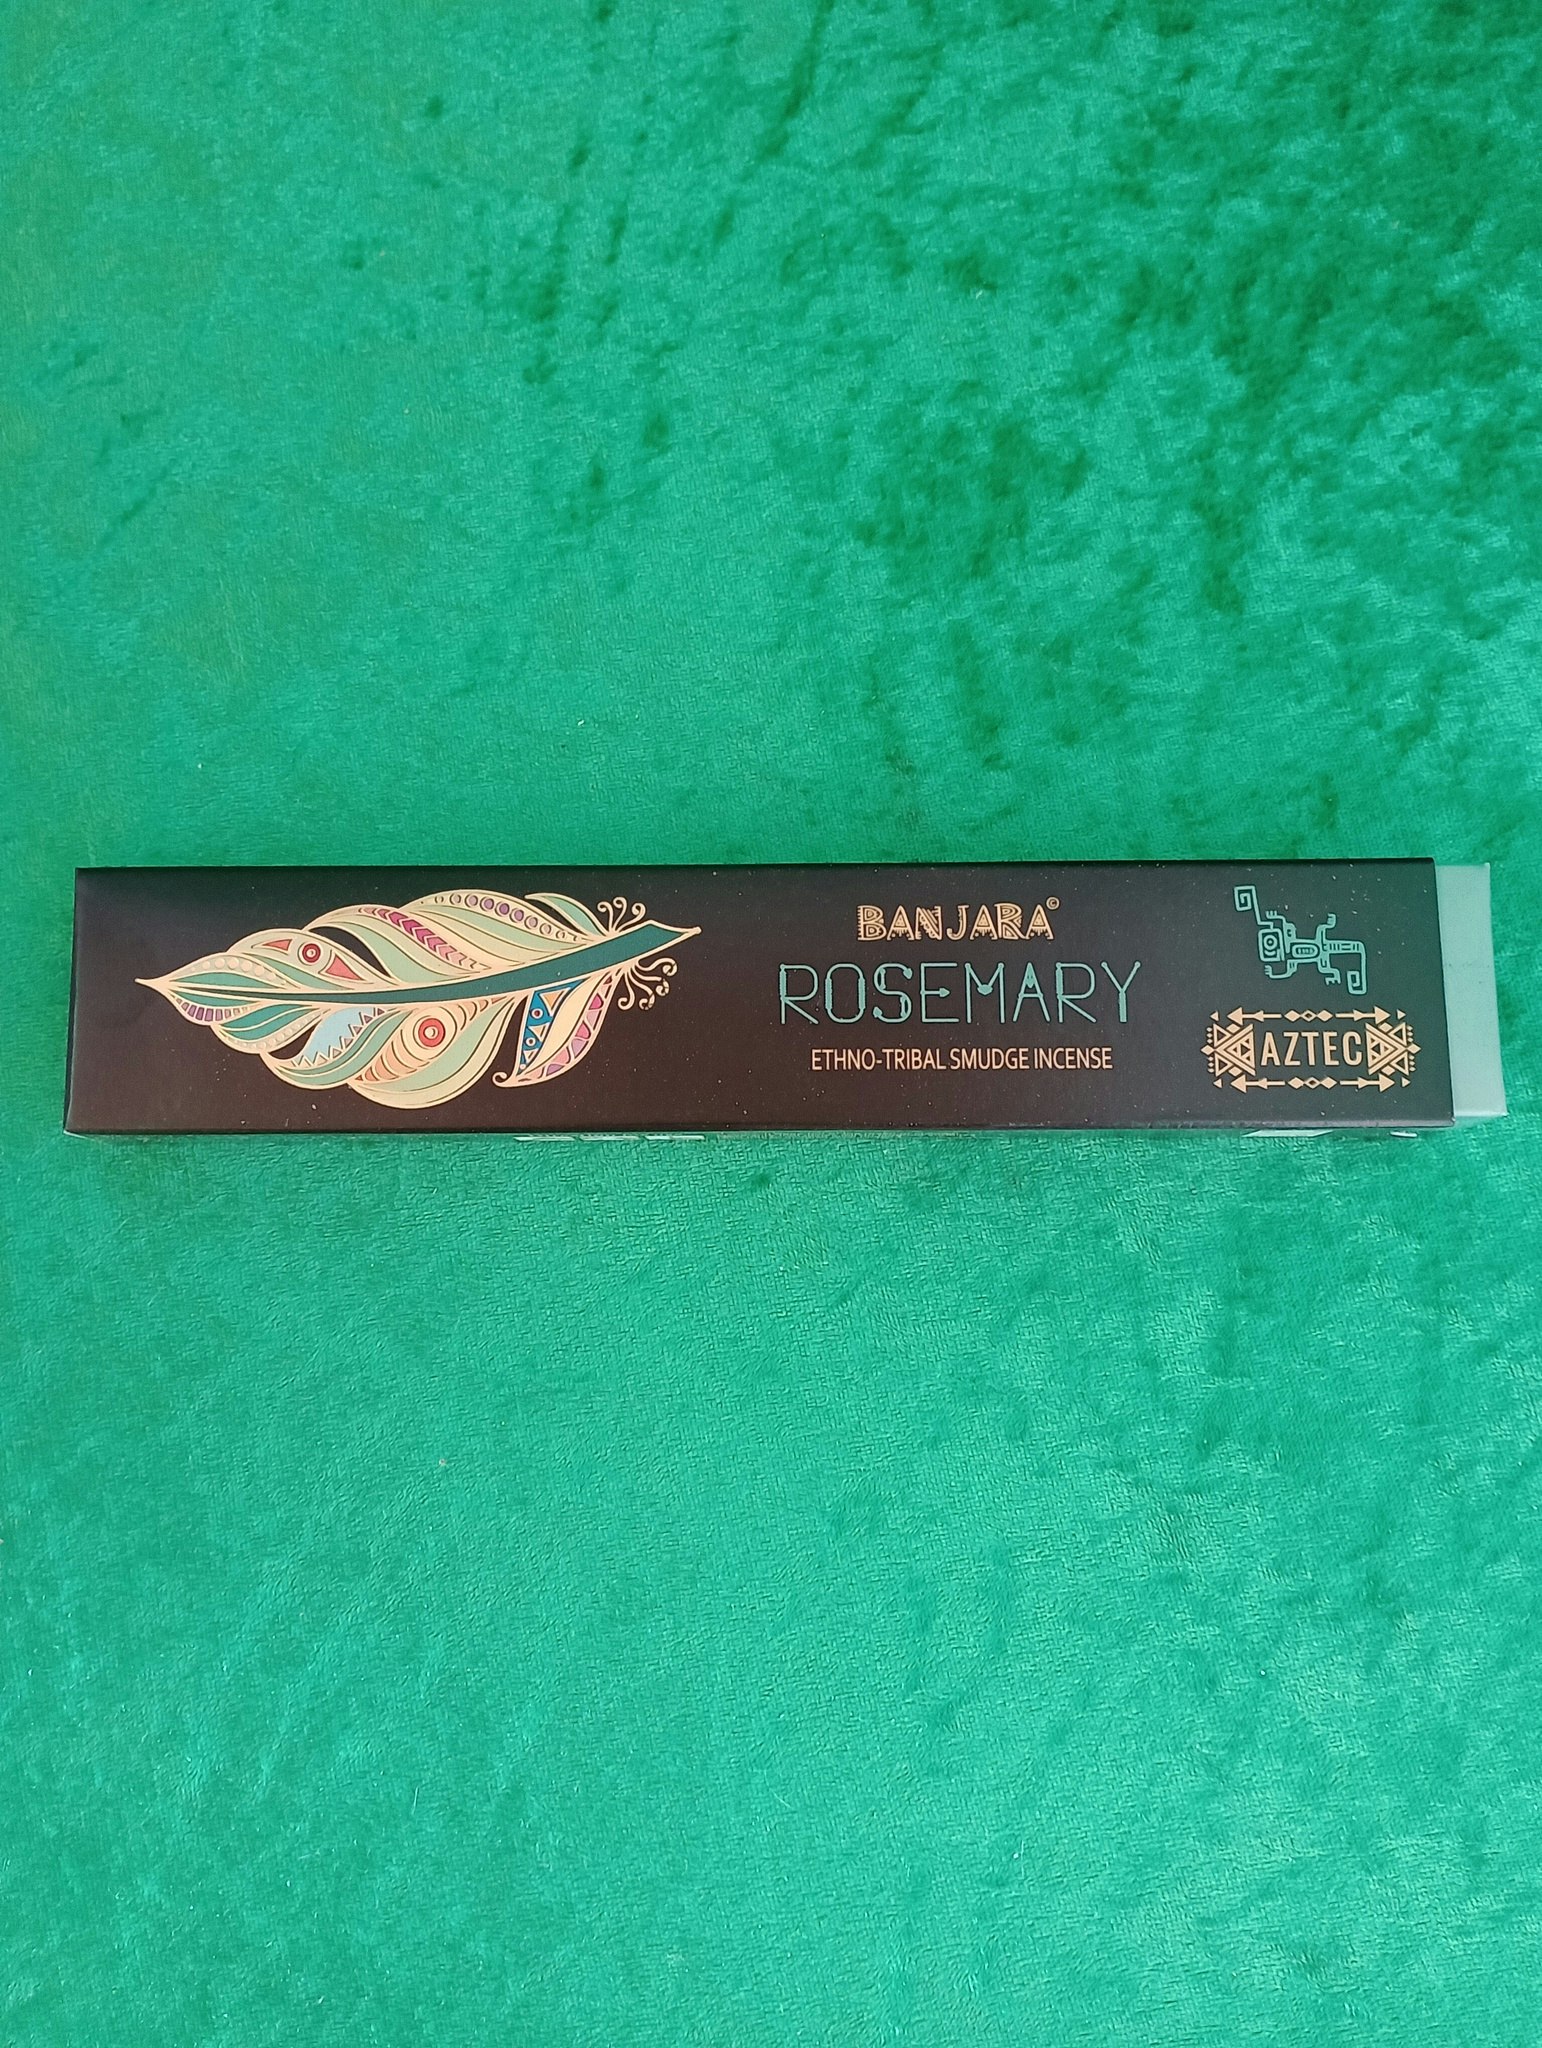 BANJARA©
ROSEMARY
ETHNO-TRIBAL SMUDGE INCENSE
AZTEC